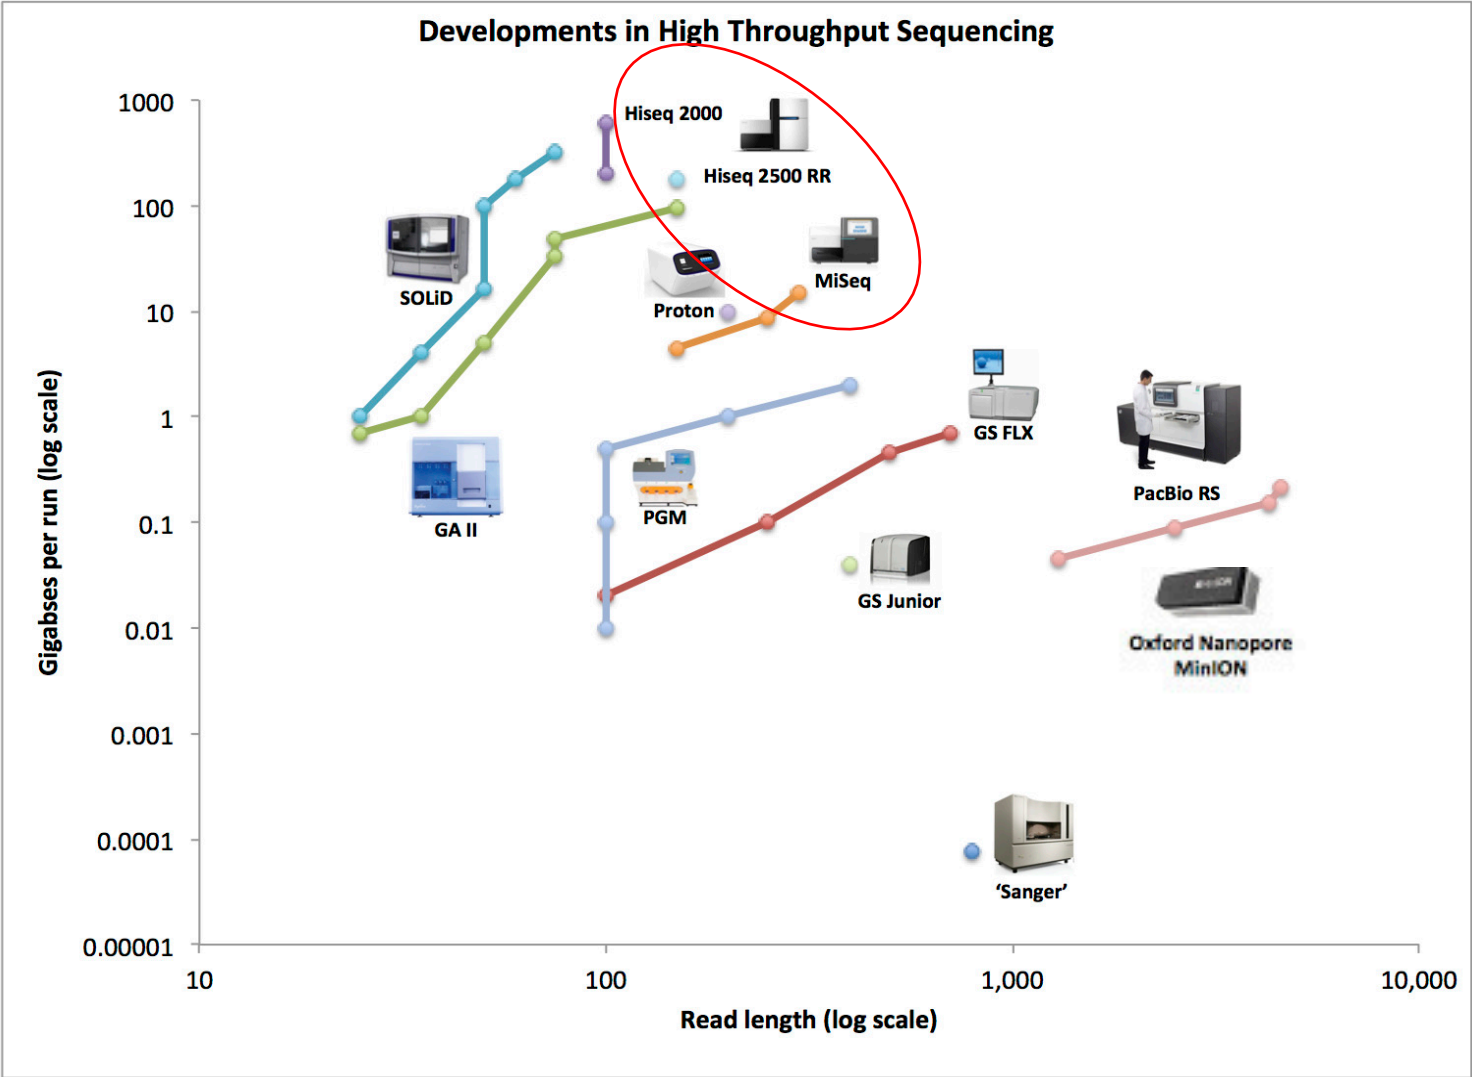 Developments in High Throughput Sequencing
1000
Hiseq 2000
Hiseq 2500 RR
100
MiSeq
SOLiD
Proton
10
GS FLX
1
PacBio RS
PGM
0.1
GA II
GS Junior
0.01
Oxford Nanopore
MinION
0.001
0.0001
‘Sanger’
0.00001
10
100
1,000
10,000
Read length (log scale)
Gigabses per run (log scale)